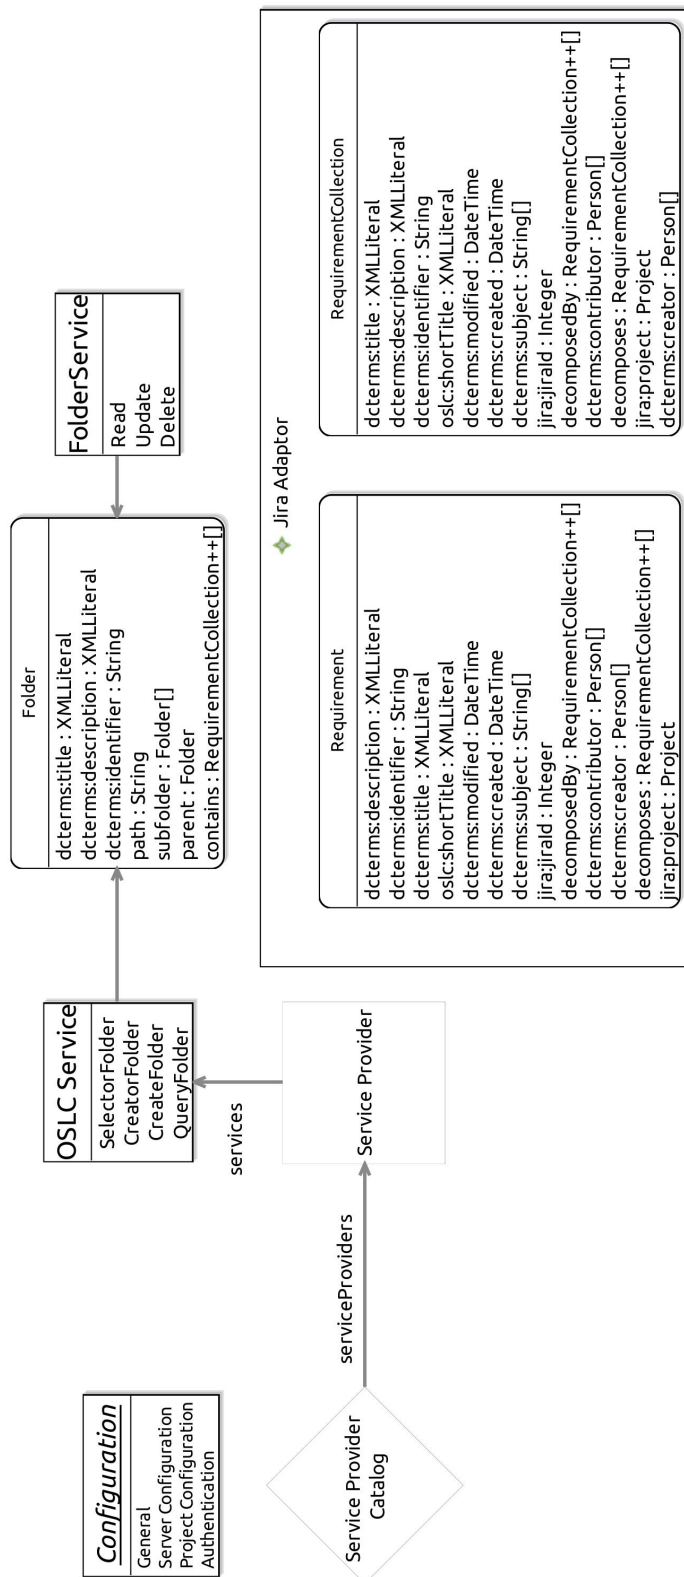 Configuration
General
Server Configuration
Project Configuration
Authentication
Service Provider
Catalog
serviceProviders
Service Provider
services
OSLC Service
SelectorFolder
CreatorFolder
CreateFolder
QueryFolder
Folder
dcterms:title : XMLLiteral
dcterms:description : XMLLiteral
dcterms:identifier : String
path : String
subfolder : Folder[]
parent : Folder
contains : RequirementCollection++[]
FolderService
Read
Update
Delete
Jira Adaptor
Requirement
dcterms:description : XMLLiteral
dcterms:identifier : String
dcterms:title : XMLLiteral
oslc:shortTitle : XMLLiteral
dcterms:modified : DateTime
dcterms:created : DateTime
dcterms:subject : String[]
jira:jiraId : Integer
decomposedBy : RequirementCollection++[]
dcterms:contributor : Person[]
dcterms:creator : Person[]
decomposes : RequirementCollection++[]
jira:project : Project
RequirementCollection
dcterms:title : XMLLiteral
dcterms:description : XMLLiteral
dcterms:identifier : String
oslc:shortTitle : XMLLiteral
dcterms:modified : DateTime
dcterms:created : DateTime
dcterms:subject : String[]
jira:jiraId : Integer
decomposedBy : RequirementCollection++[]
dcterms:contributor : Person[]
decomposes : RequirementCollection++[]
jira:project : Project
dcterms:creator : Person[]